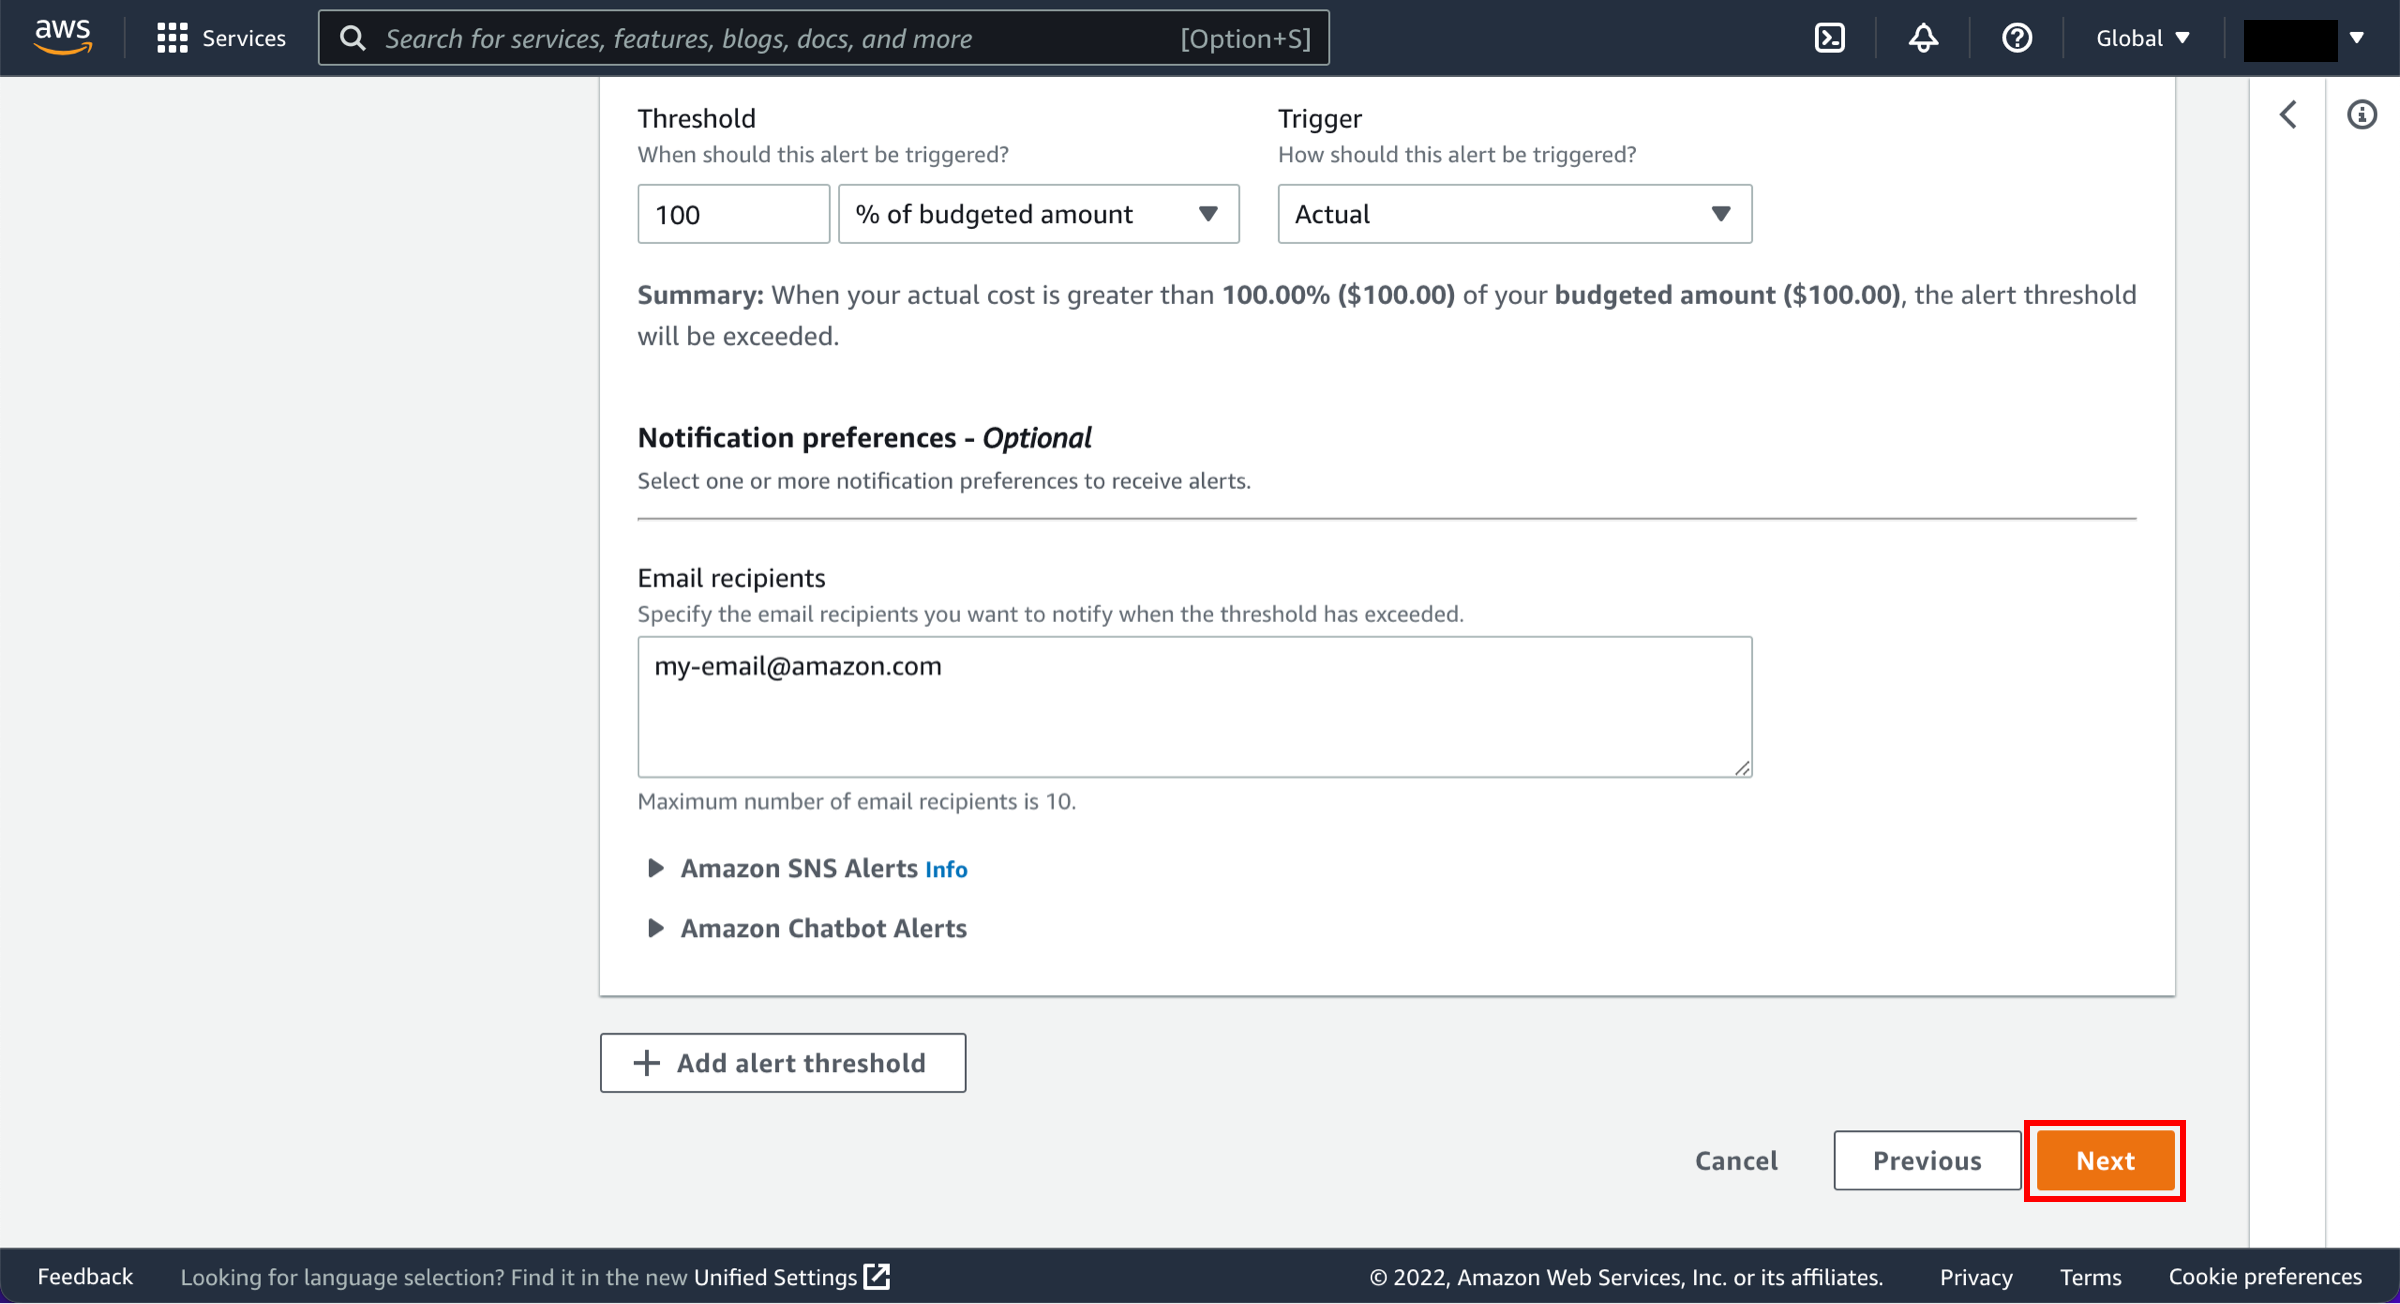 aws
Services
Search for services, features, blogs, docs, and more [Option+S]
Global
Threshold
When should this alert be triggered?
100
% of budgeted amount
Trigger
How should this alert be triggered?
Actual
Summary: When your actual cost is greater than 100.00% ($100.00) of your budgeted amount ($100.00), the alert threshold
will be exceeded.
Notification preferences - Optional
Select one or more notification preferences to receive alerts.
Email recipients
Specify the email recipients you want to notify when the threshold has exceeded.
my-email@amazon.com
Maximum number of email recipients is 10.
Amazon SNS Alerts Info
Amazon Chatbot Alerts
Add alert threshold
Cancel
Previous
Next
Feedback
Looking for language selection? Find it in the new Unified Settings
© 2022, Amazon Web Services, Inc. or its affiliates.
Privacy
Terms
Cookie preferences